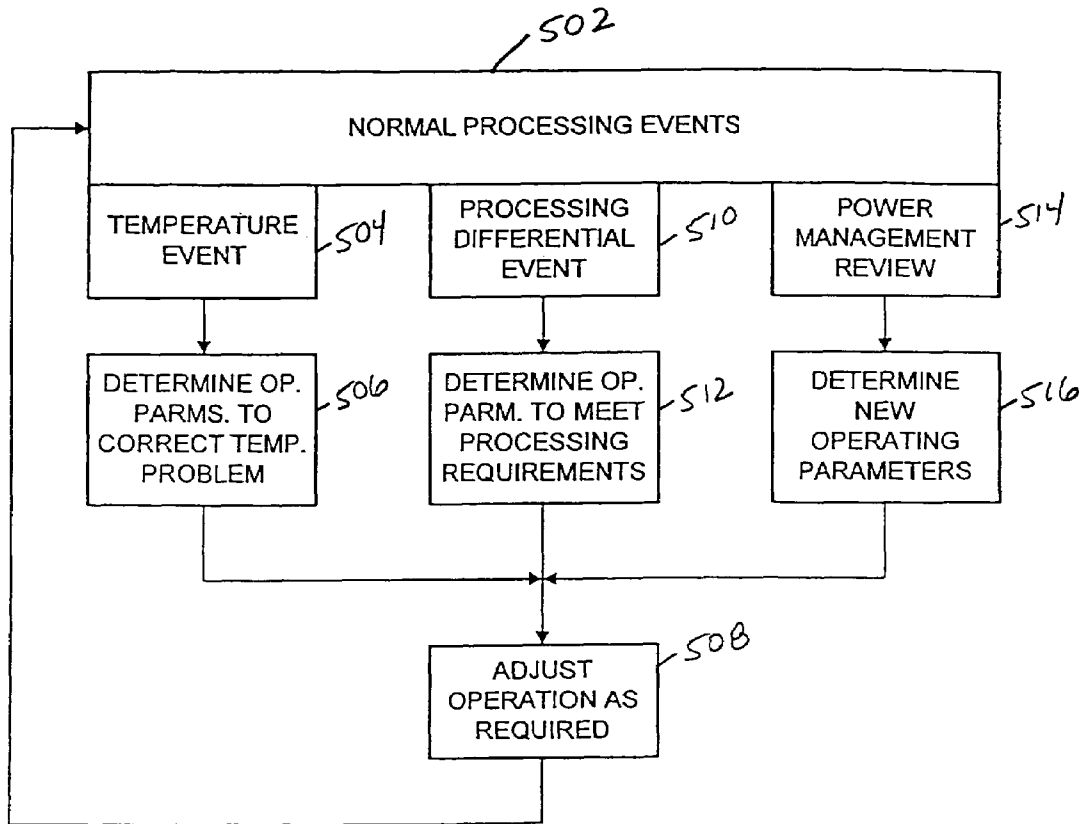 502
NORMAL PROCESSING EVENTS
TEMPERATURE
EVENT
504
PROCESSING
DIFFERENTIAL
EVENT
510
POWER
MANAGEMENT
REVIEW
514
DETERMINE OP.
PARMS. TO
CORRECT TEMP.
PROBLEM
506
DETERMINE OP.
PARM. TO MEET
PROCESSING
REQUIREMENTS
512
DETERMINE
NEW
OPERATING
PARAMETERS
516
ADJUST
OPERATION AS
REQUIRED
508